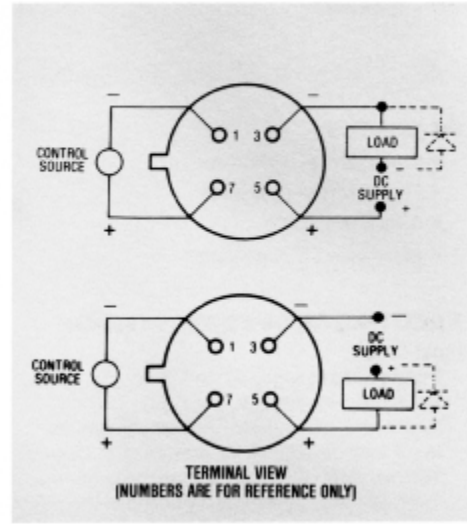 − −
1 3
CONTROL
SOURCE
LOAD
−
7 5
DC
SUPPLY
+
+ +
− − −
1 3
DC
SUPPLY
CONTROL
SOURCE
+
7 5
LOAD
+ +
TERMINAL VIEW
(NUMBERS ARE FOR REFERENCE ONLY)